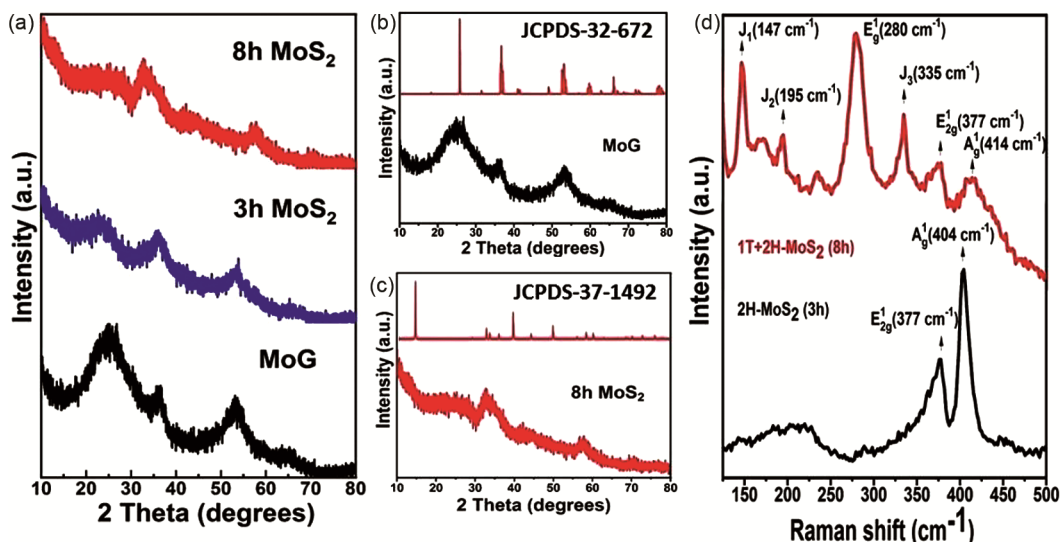 (a)
8h MoS₂
3h MoS₂
MoG
Intensity (a.u.)
10 20 30 40 50 60 70 80
2 Theta (degrees)
(b)
JCPDS-32-672
MoG
Intensity (a.u.)
10 20 30 40 50 60 70 80
2 Theta (degrees)
(c)
JCPDS-37-1492
8h MoS₂
Intensity (a.u.)
10 20 30 40 50 60 70 80
2 Theta (degrees)
(d)
J₁(147 cm⁻¹)
J₂(195 cm⁻¹)
E¹g(280 cm⁻¹)
J₃(335 cm⁻¹)
E¹2g(377 cm⁻¹)
A¹g(414 cm⁻¹)
1T+2H-MoS₂ (8h)
A¹g(404 cm⁻¹)
2H-MoS₂ (3h)
E¹2g(377 cm⁻¹)
Intensity (a.u.)
150 200 250 300 350 400 450 500
Raman shift (cm⁻¹)